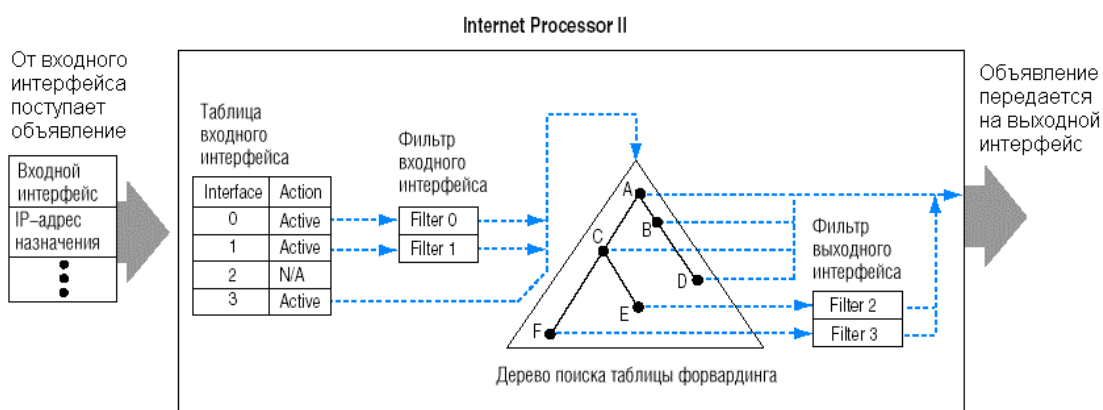 Internet Processor II
От входного
интерфейса
поступает
объявление
Входной
интерфейс
IP–адрес
назначения
Таблица
входного
интерфейса
Interface Action
0 Active
1 Active
2 N/A
3 Active
Фильтр
входного
интерфейса
Filter 0
Filter 1
A
B
C
D
E
F
Дерево поиска таблицы форвардинга
Фильтр
выходного
интерфейса
Filter 2
Filter 3
Объявление
передается
на выходной
интерфейс